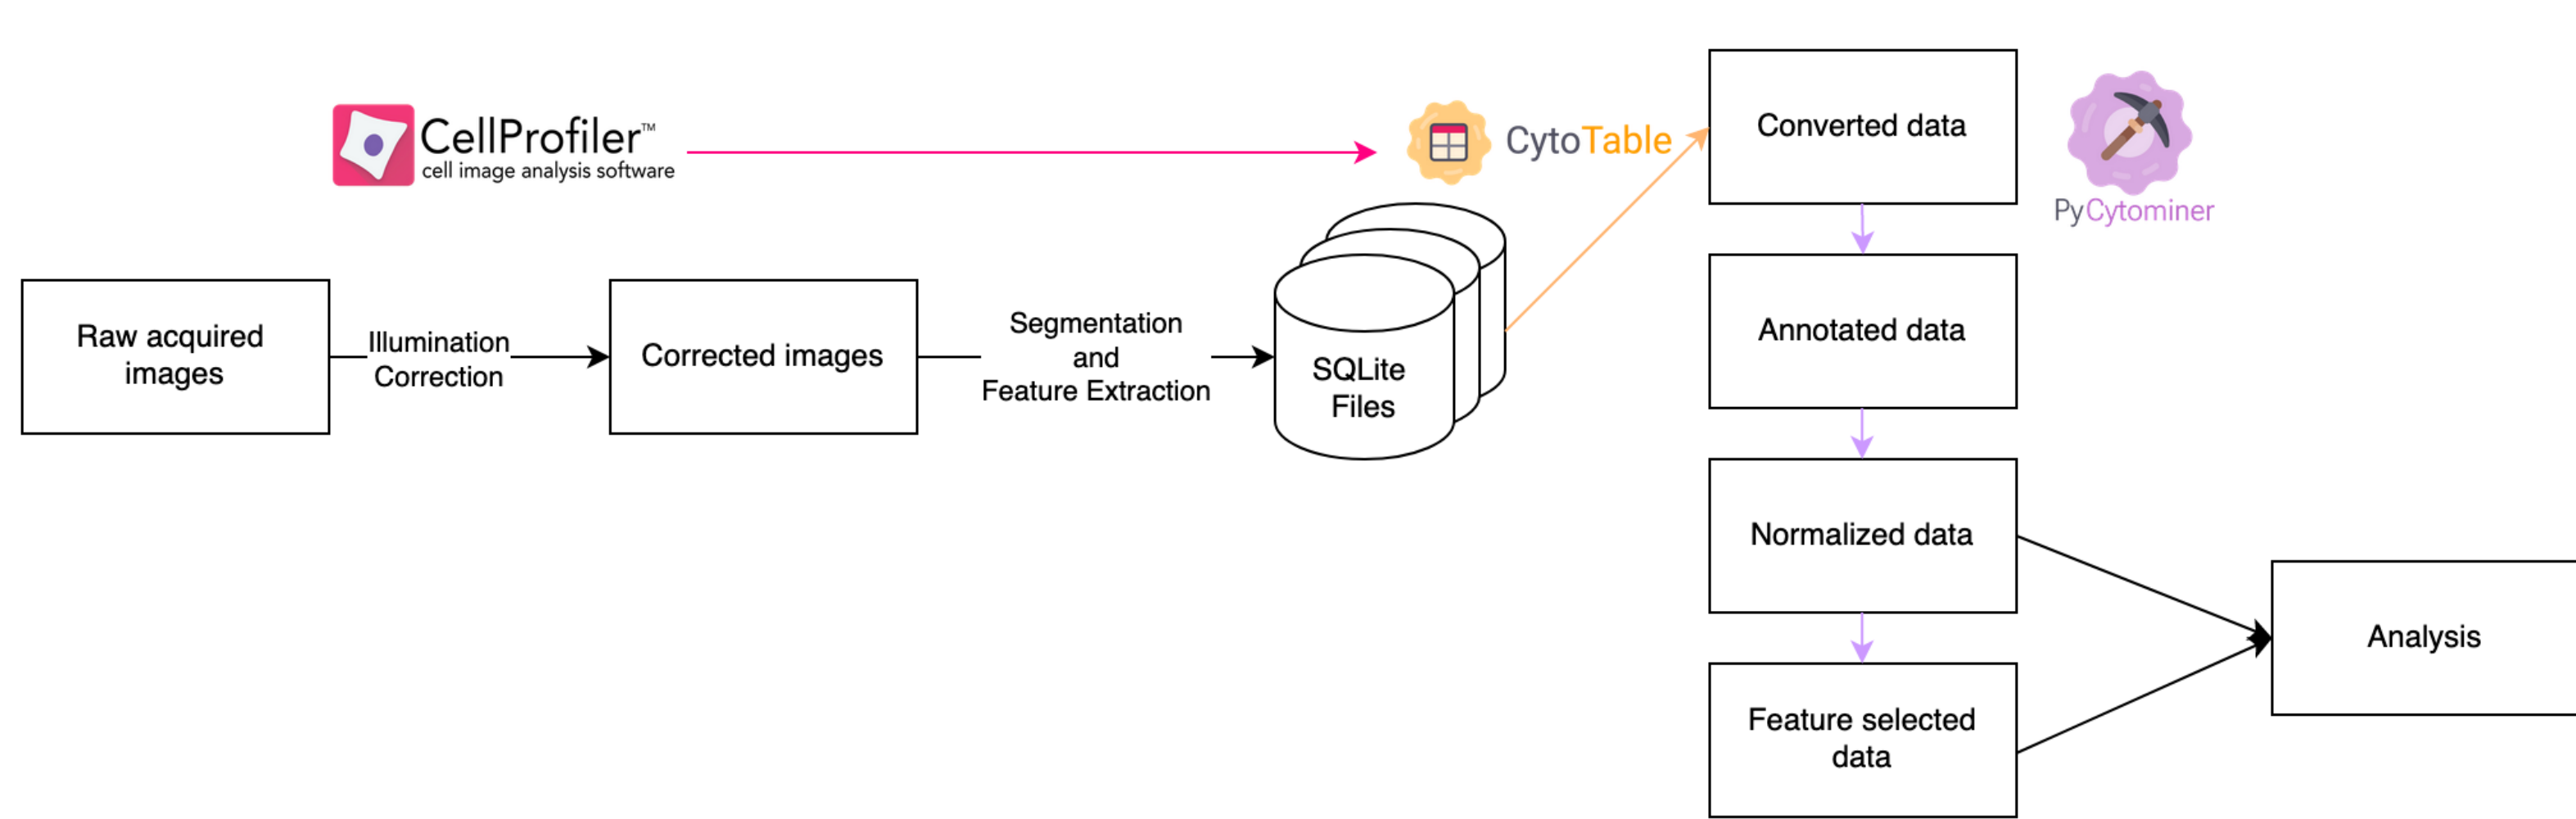 CellProfiler™
cell image analysis software
CytoTable
Converted data
PyCytominer
Raw acquired
images
Illumination
Correction
Corrected images
Segmentation
and
Feature Extraction
SQLite
Files
Annotated data
Normalized data
Feature selected
data
Analysis